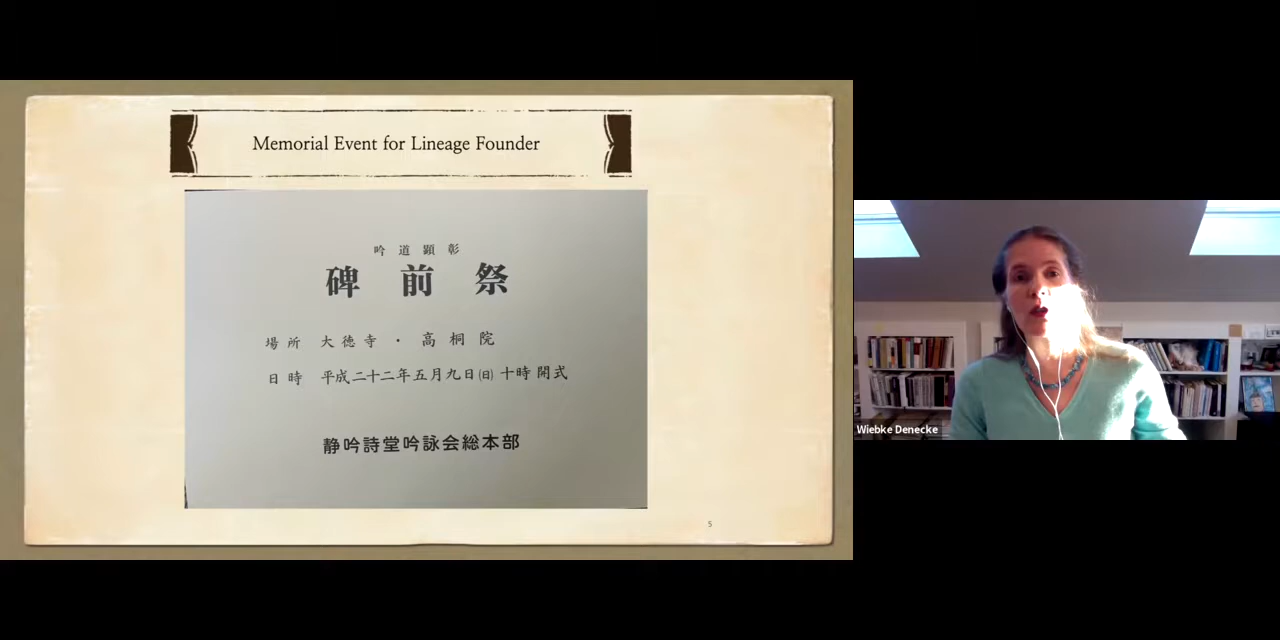 Memorial Event for Lineage Founder
吟道顕彰
碑前祭
場所 大徳寺・高桐院
日時 平成二十二年五月九日(日)十時開式
静吟詩堂吟詠会総本部
5
Wiebke Denecke